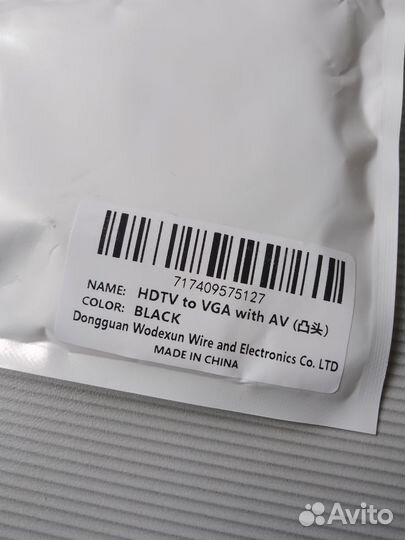 717409575127
NAME: HDTV to VGA with AV (凸头)
COLOR: BLACK
Dongguan Wodexun Wire and Electronics Co. LTD
MADE IN CHINA
Avito